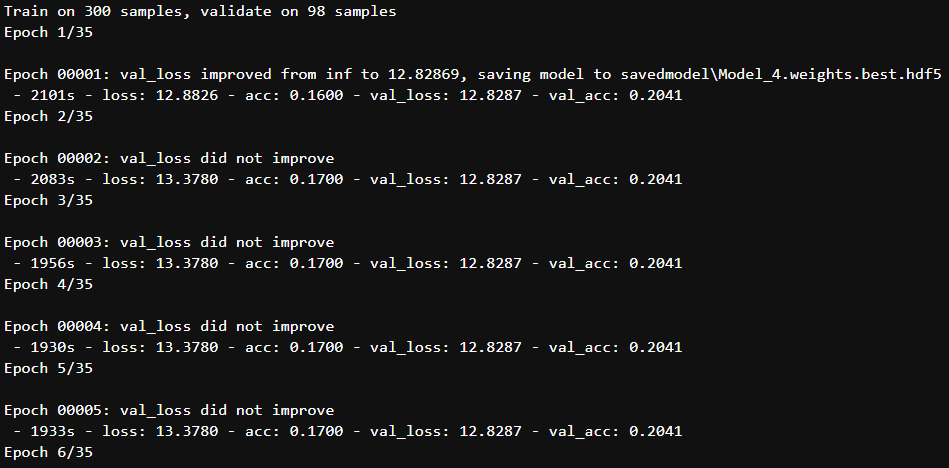 Train on 300 samples, validate on 98 samples
Epoch 1/35
Epoch 00001: val_loss improved from inf to 12.82869, saving model to savedmodel\Model_4.weights.best.hdf5
- 2101s - loss: 12.8826 - acc: 0.1600 - val_loss: 12.8287 - val_acc: 0.2041
Epoch 2/35
Epoch 00002: val_loss did not improve
- 2083s - loss: 13.3780 - acc: 0.1700 - val_loss: 12.8287 - val_acc: 0.2041
Epoch 3/35
Epoch 00003: val_loss did not improve
- 1956s - loss: 13.3780 - acc: 0.1700 - val_loss: 12.8287 - val_acc: 0.2041
Epoch 4/35
Epoch 00004: val_loss did not improve
- 1930s - loss: 13.3780 - acc: 0.1700 - val_loss: 12.8287 - val_acc: 0.2041
Epoch 5/35
Epoch 00005: val_loss did not improve
- 1933s - loss: 13.3780 - acc: 0.1700 - val_loss: 12.8287 - val_acc: 0.2041
Epoch 6/35